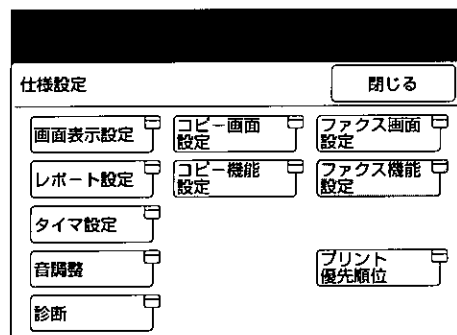 仕様設定
閉じる
画面表示設定
コピー画面
設定
ファクス画面
設定
レポート設定
コピー機能
設定
ファクス機能
設定
タイマ設定
音調整
プリント
優先順位
診断